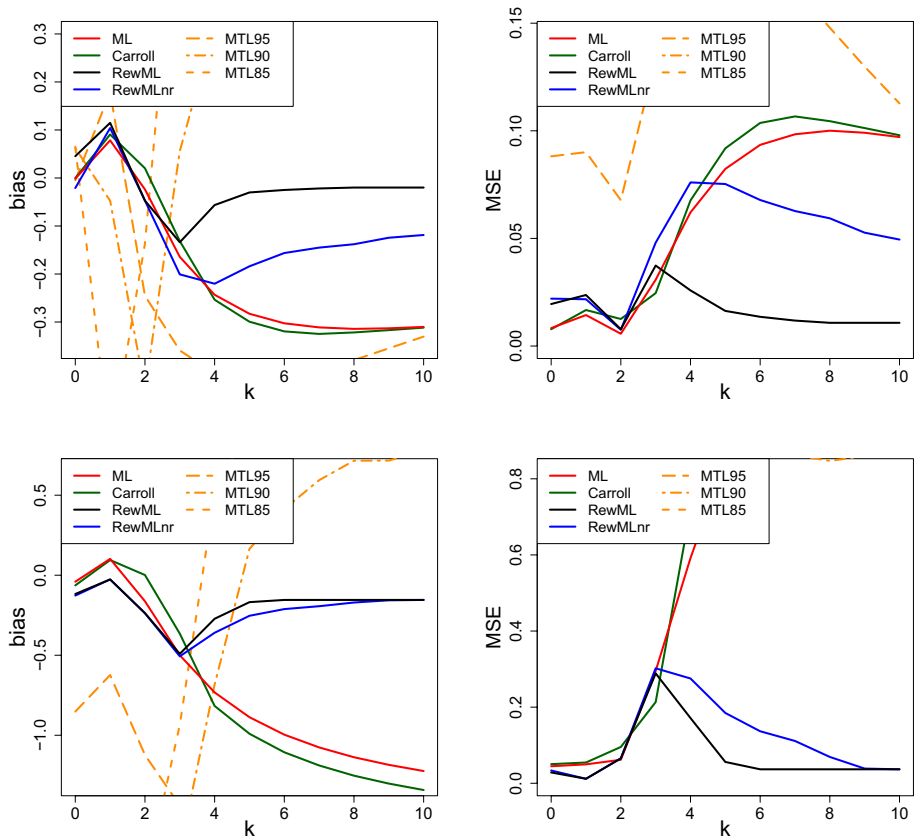 0.3
0.1
0.0
−0.1
−0.2
−0.3
bias
ML
Carroll
RewML
RewMLnr
MTL95
MTL90
MTL85
0 2 4 6 8 10
k
0.15
0.10
0.05
0.00
MSE
ML
Carroll
RewML
RewMLnr
MTL95
MTL90
MTL85
0 2 4 6 8 10
k
0.5
0.0
−0.5
−1.0
bias
ML
Carroll
RewML
RewMLnr
MTL95
MTL90
MTL85
0 2 4 6 8 10
k
0.8
0.6
0.4
0.2
0.0
MSE
ML
Carroll
RewML
RewMLnr
MTL95
MTL90
MTL85
0 2 4 6 8 10
k